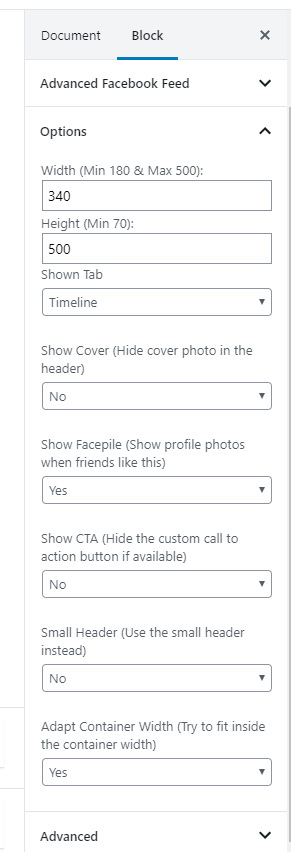 Document Block ×
Advanced Facebook Feed
Options
Width (Min 180 & Max 500):
340
Height (Min 70):
500
Shown Tab
Timeline
Show Cover (Hide cover photo in the
header)
No
Show Facepile (Show profile photos
when friends like this)
Yes
Show CTA (Hide the custom call to
action button if available)
No
Small Header (Use the small header
instead)
No
Adapt Container Width (Try to fit inside
the container width)
Yes
Advanced